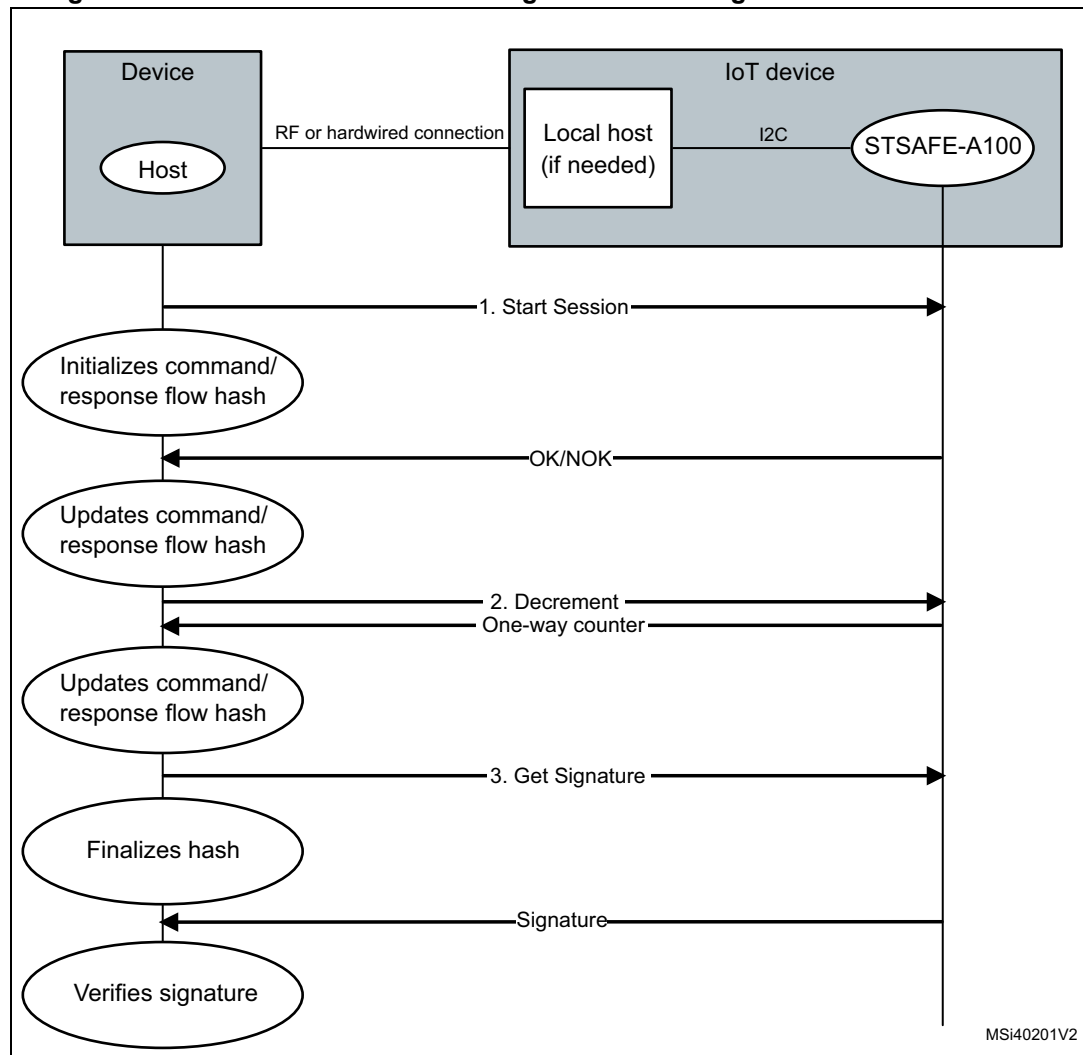 Device
IoT device
RF or hardwired connection
Local host
(if needed)
I2C
STSAFE-A100
Host
1. Start Session
Initializes command/
response flow hash
OK/NOK
Updates command/
response flow hash
2. Decrement
One-way counter
Updates command/
response flow hash
3. Get Signature
Finalizes hash
Signature
Verifies signature
MSi40201V2